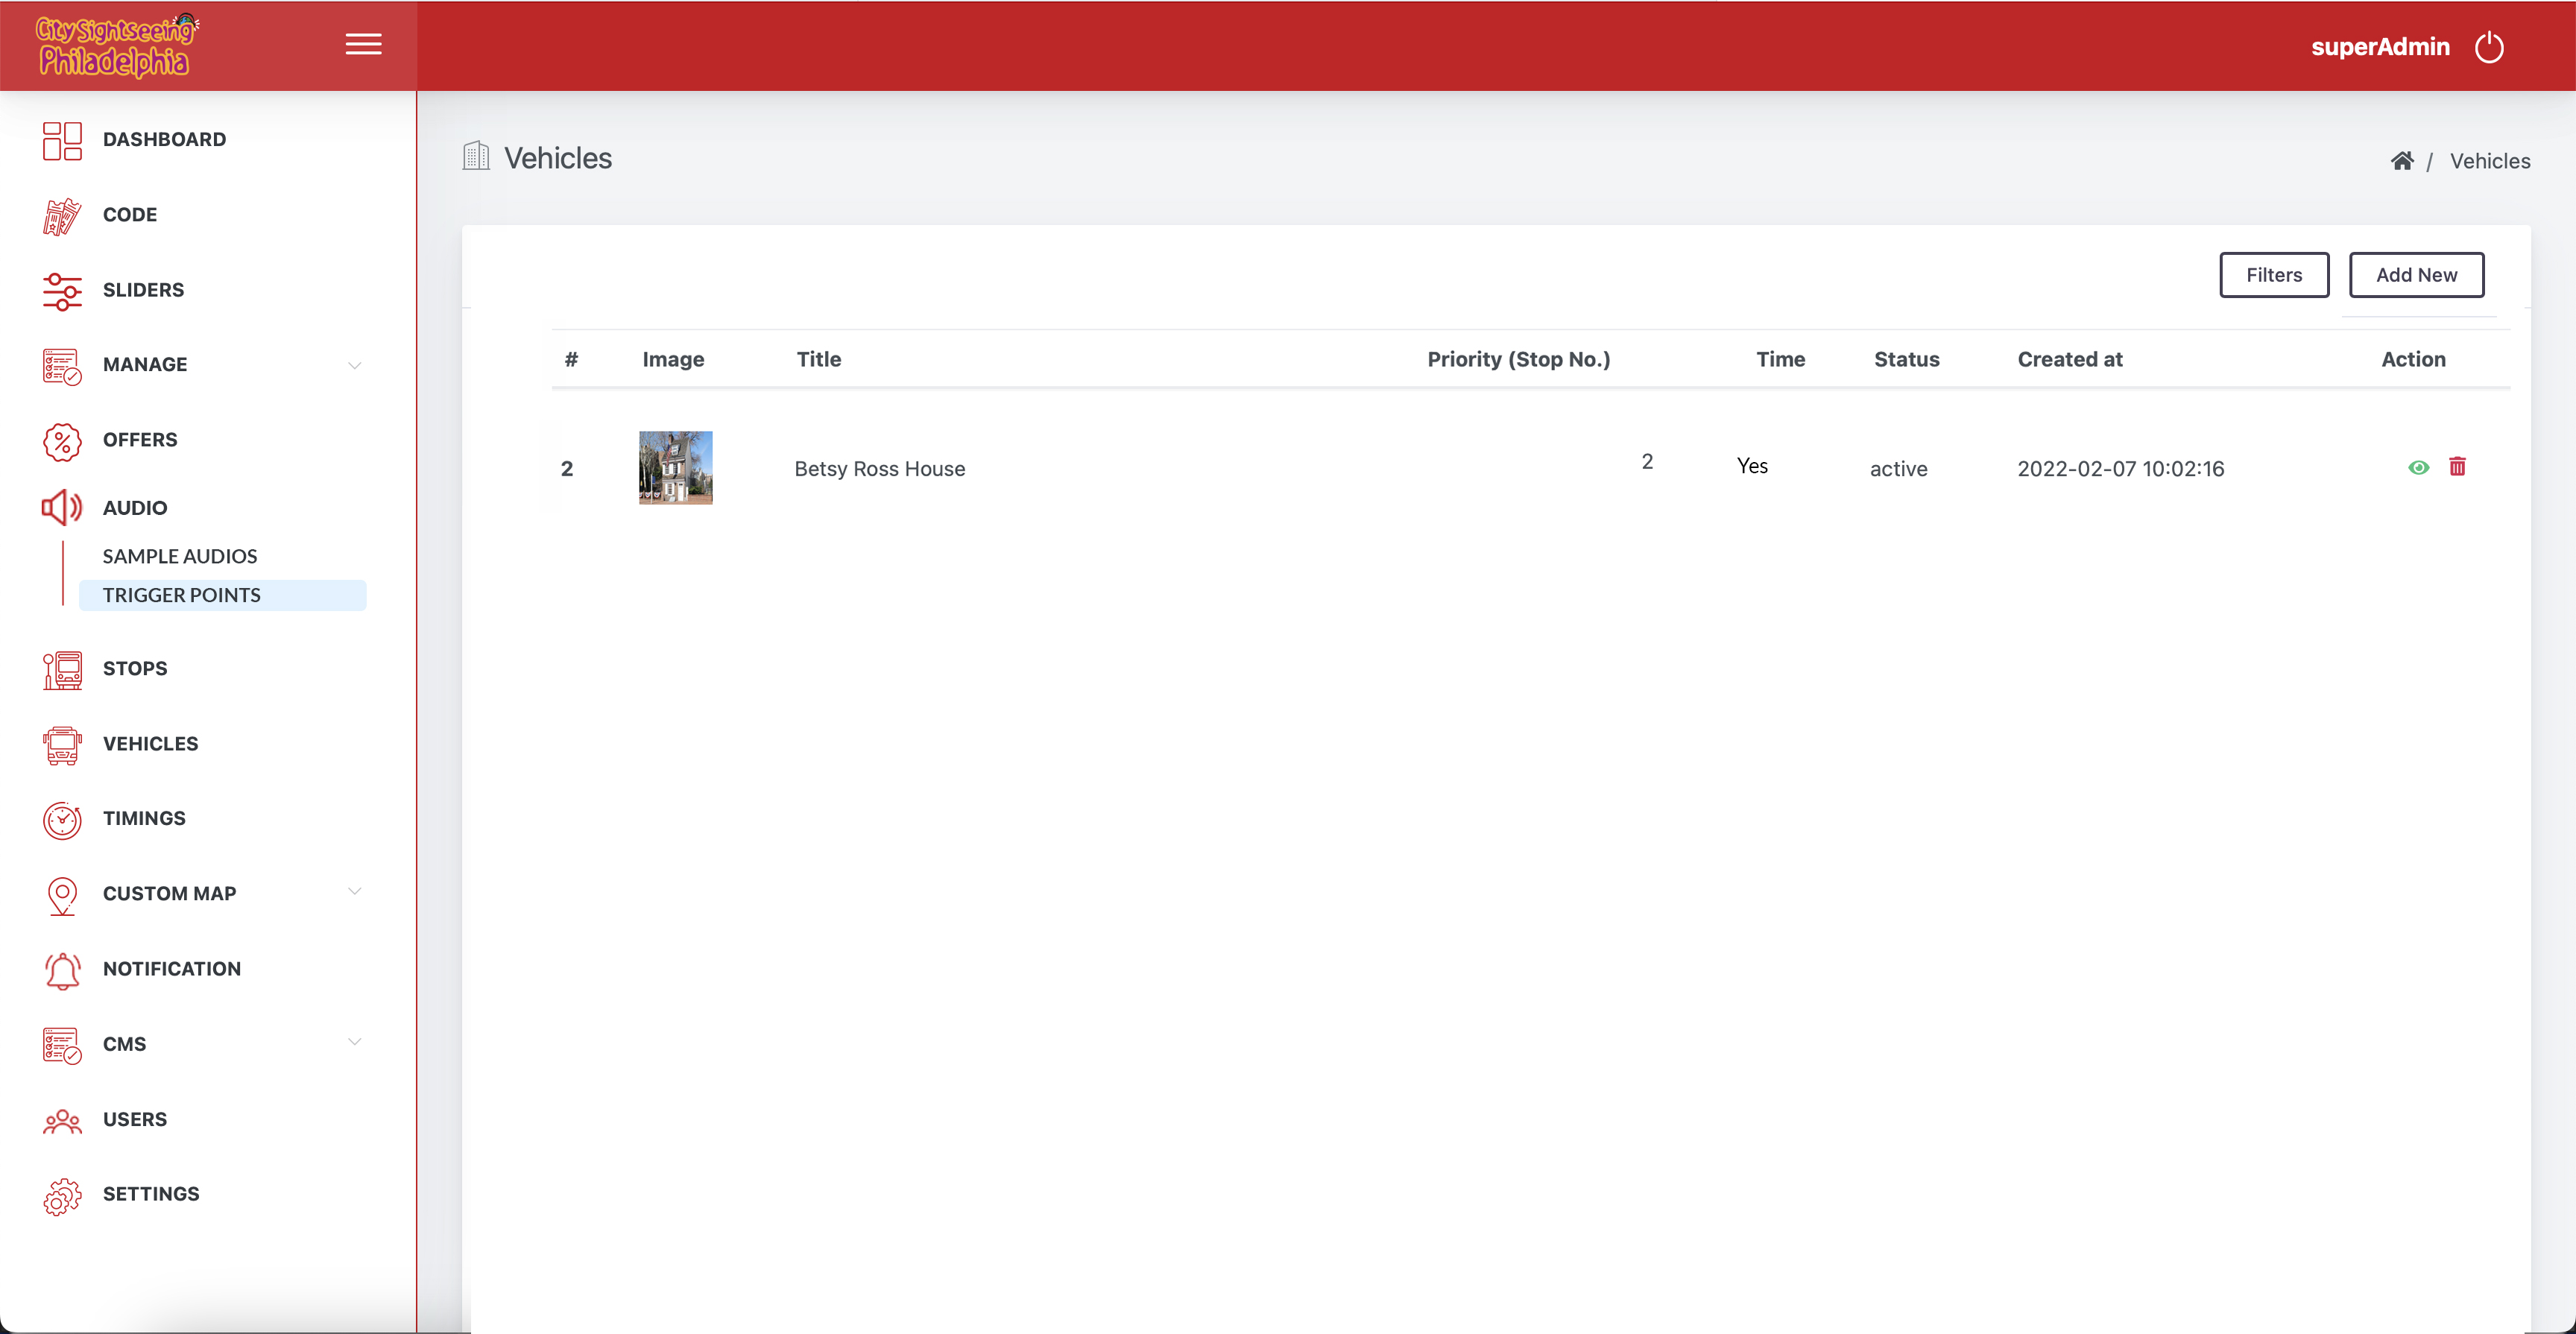 City Sightseeing
Philadelphia
superAdmin
DASHBOARD
CODE
SLIDERS
MANAGE
OFFERS
AUDIO
SAMPLE AUDIOS
TRIGGER POINTS
STOPS
VEHICLES
TIMINGS
CUSTOM MAP
NOTIFICATION
CMS
USERS
SETTINGS
Vehicles
/ Vehicles
Filters Add New
# Image Title Priority (Stop No.) Time Status Created at Action
2 Betsy Ross House 2 Yes active 2022-02-07 10:02:16